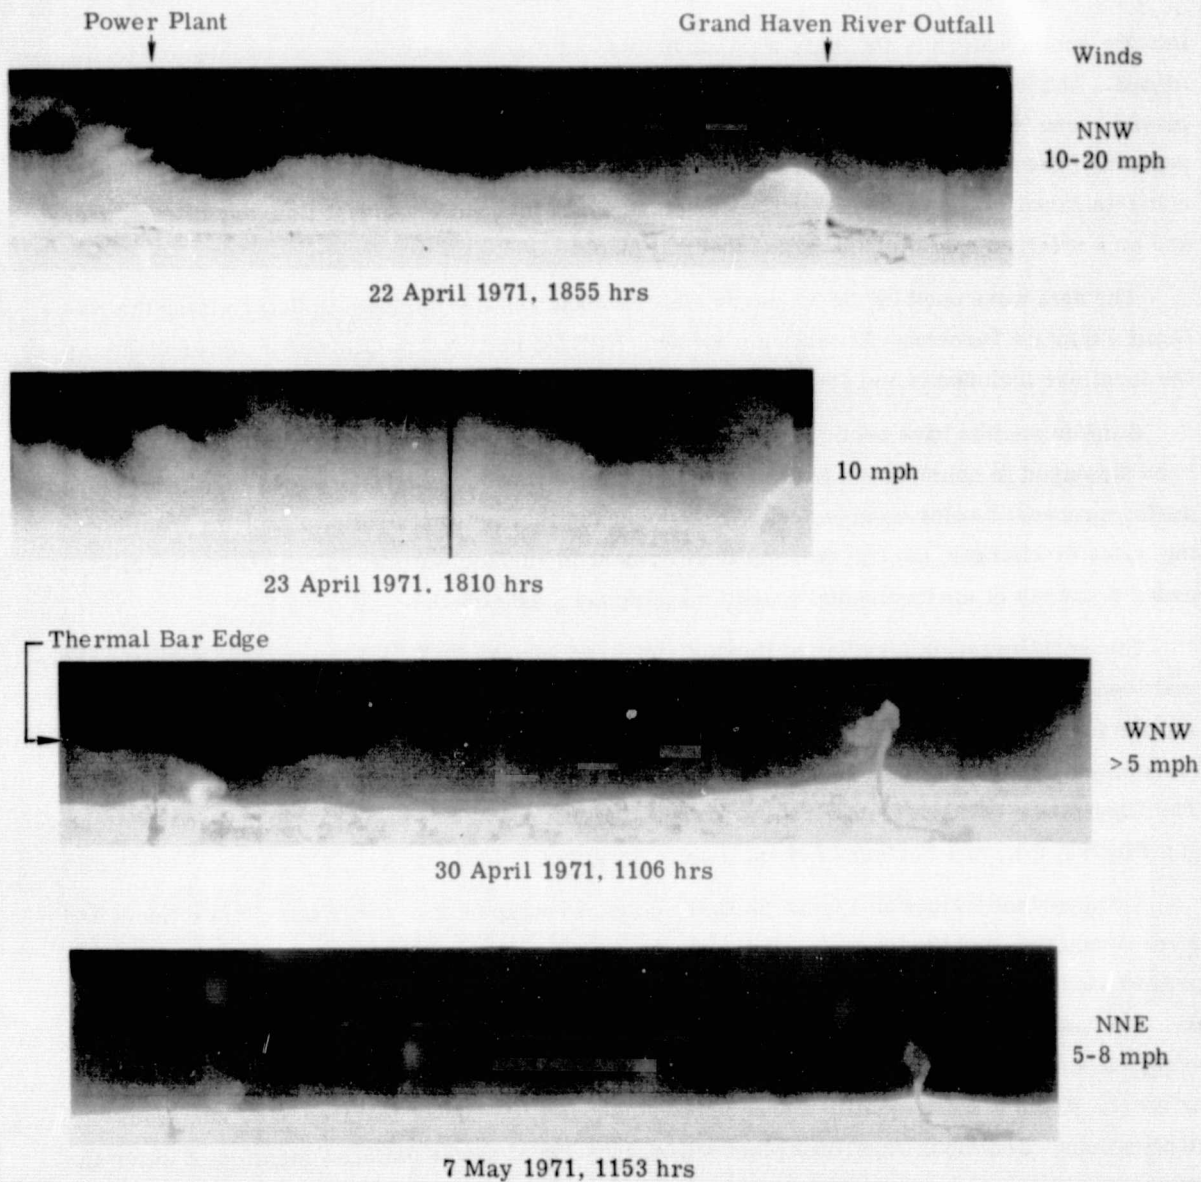 Power Plant
Grand Haven River Outfall
Winds
NNW
10-20 mph
22 April 1971, 1855 hrs
10 mph
23 April 1971. 1810 hrs
Thermal Bar Edge
WNW
>5 mph
30 April 1971, 1106 hrs
NNE
5-8 mph
7 May 1971, 1153 hrs